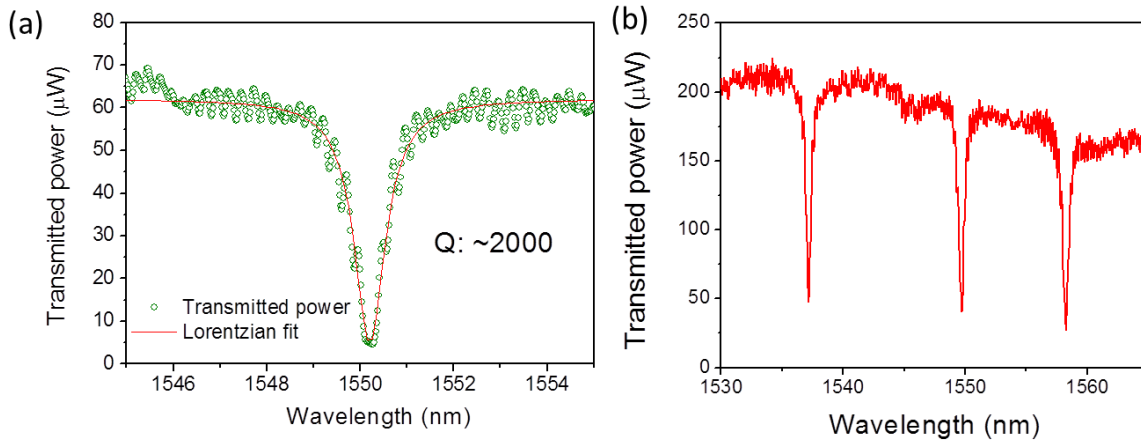 (a)
80
70
60
50
40
30
20
10
0
Transmitted power (μW)
Q: ~2000
Transmitted power
Lorentzian fit
1546 1548 1550 1552 1554
Wavelength (nm)
(b)
250
200
150
100
50
0
Transmitted power (μW)
1530 1540 1550 1560
Wavelength (nm)